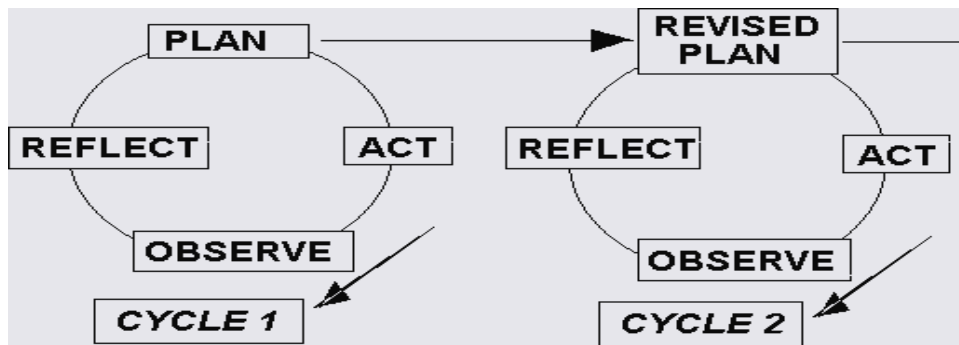 PLAN
REFLECT
ACT
OBSERVE
CYCLE 1
REVISED
PLAN
REFLECT
ACT
OBSERVE
CYCLE 2